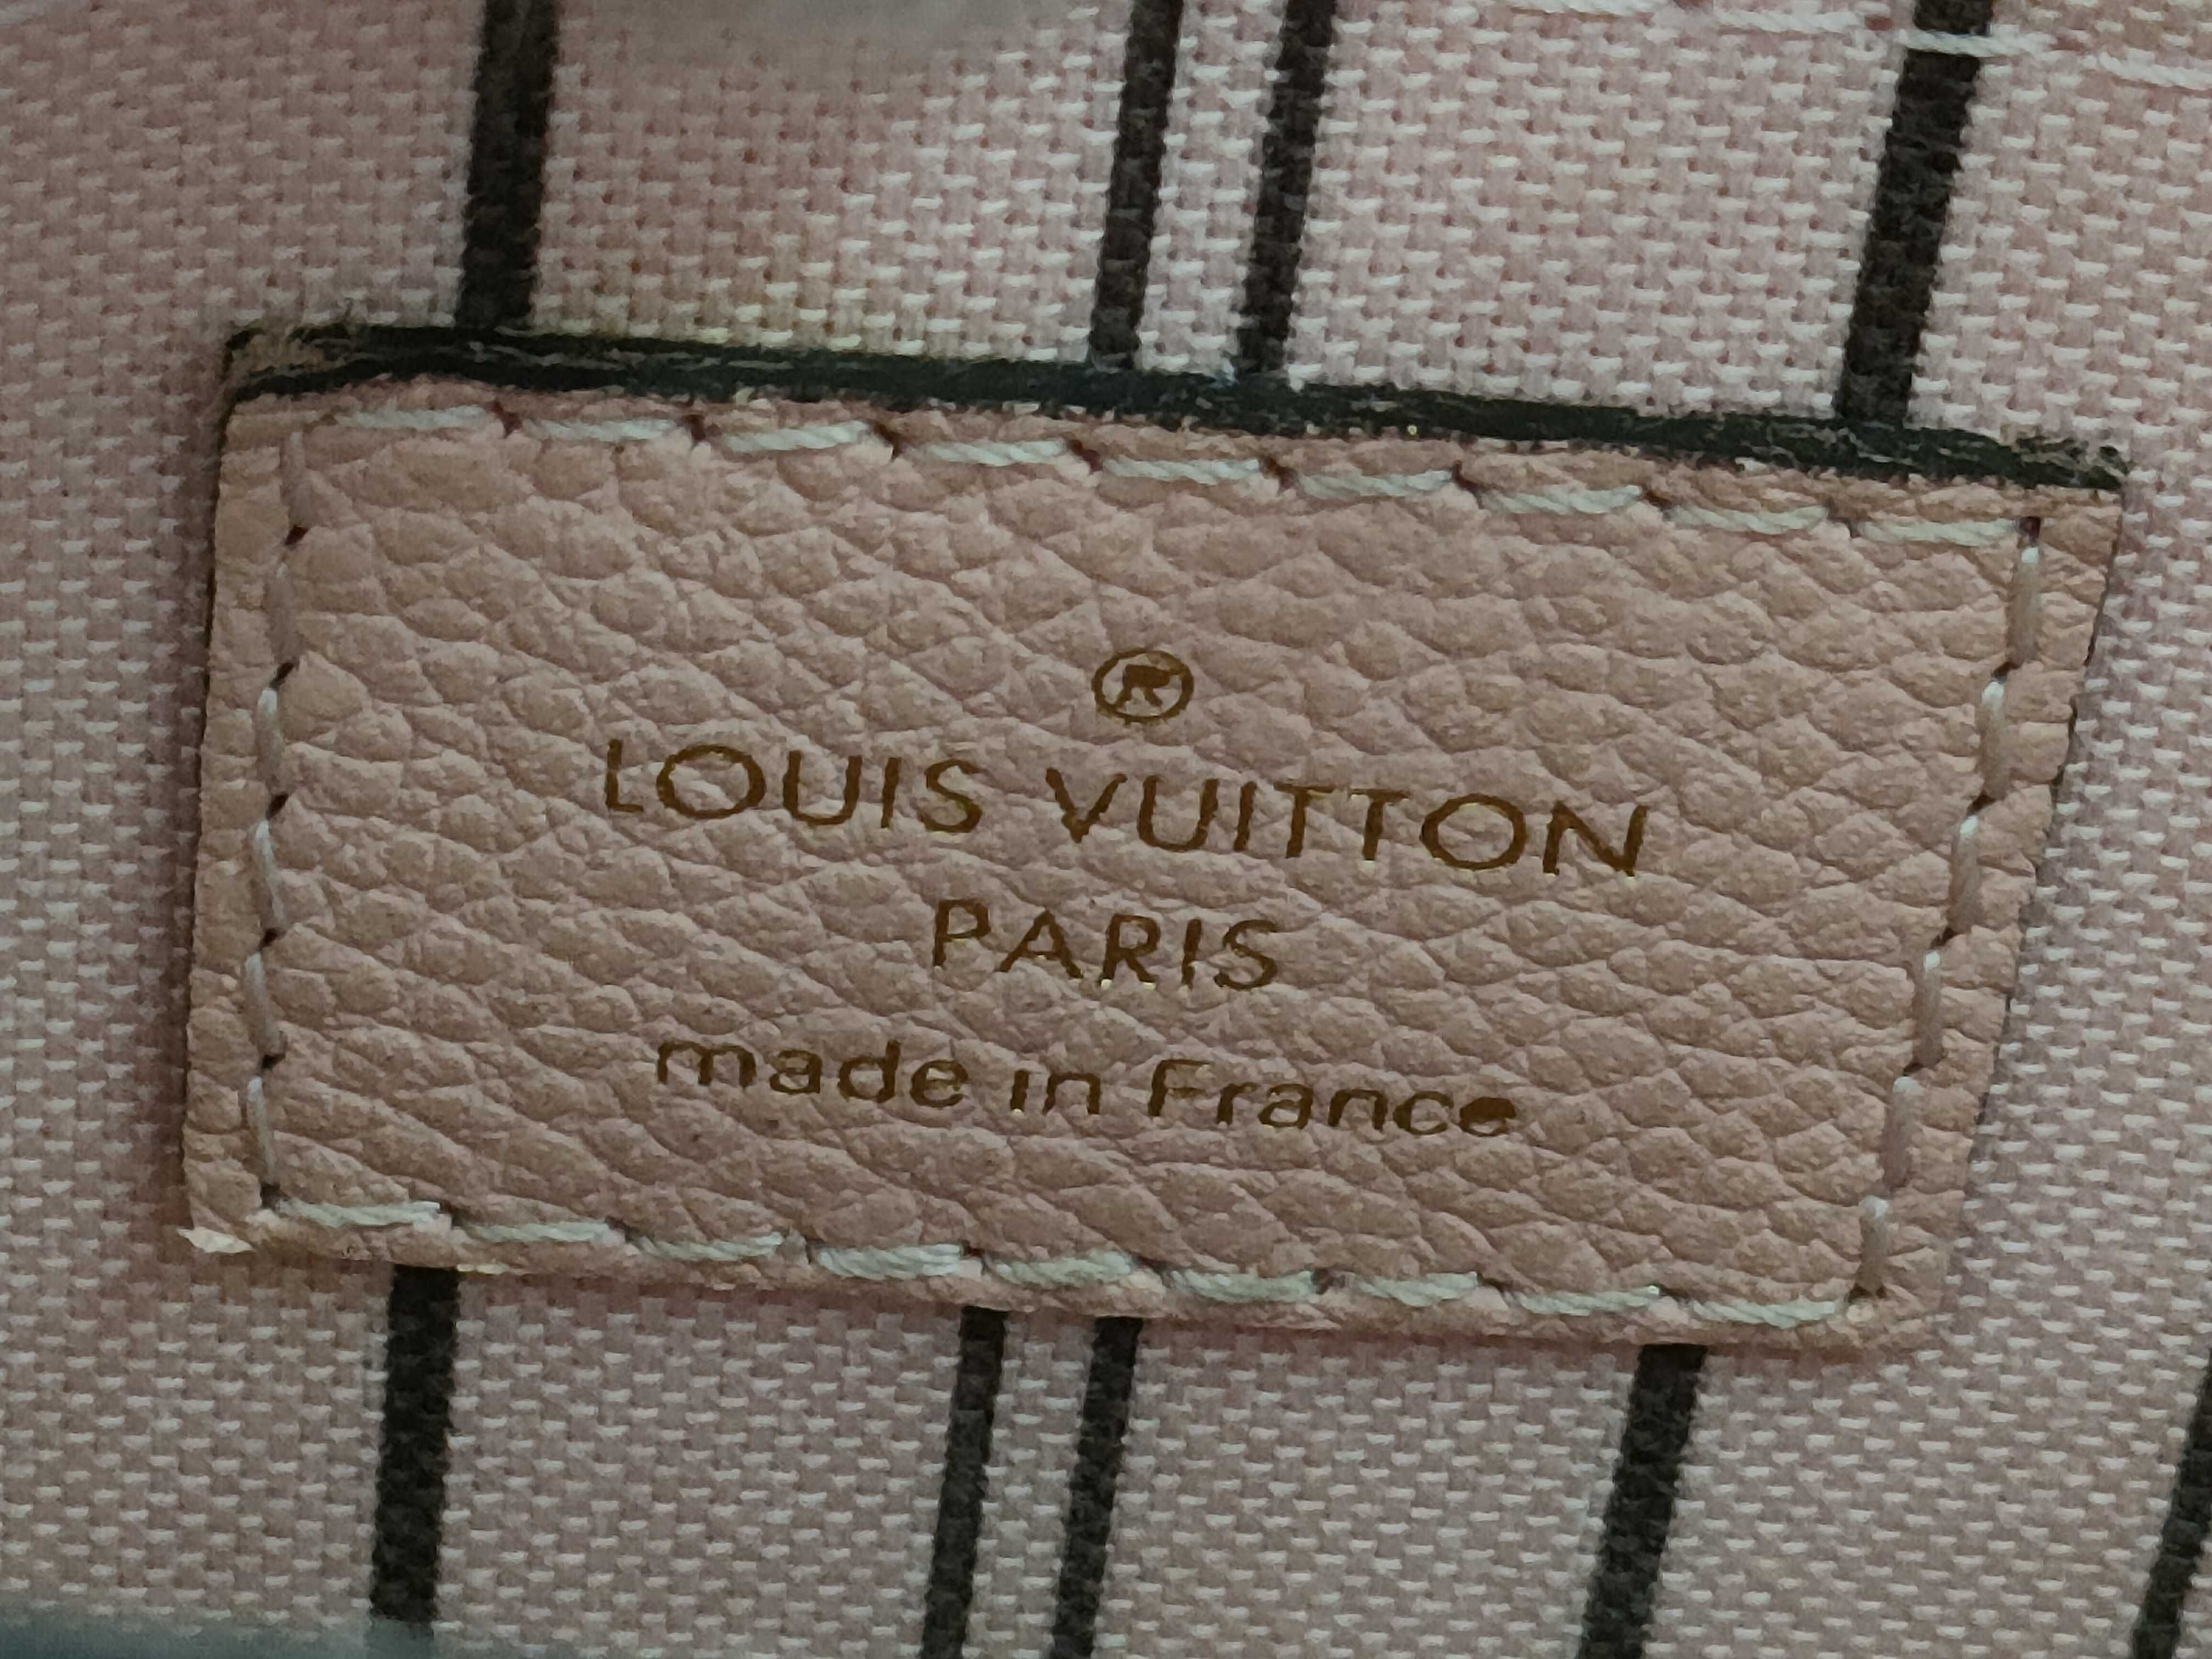 ®
LOUIS VUITTON
PARIS
made in France